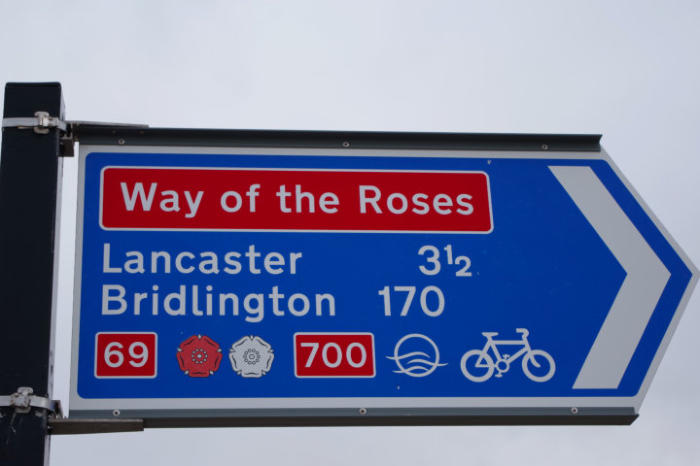 Way of the Roses
Lancaster 3½
Bridlington 170
69 700